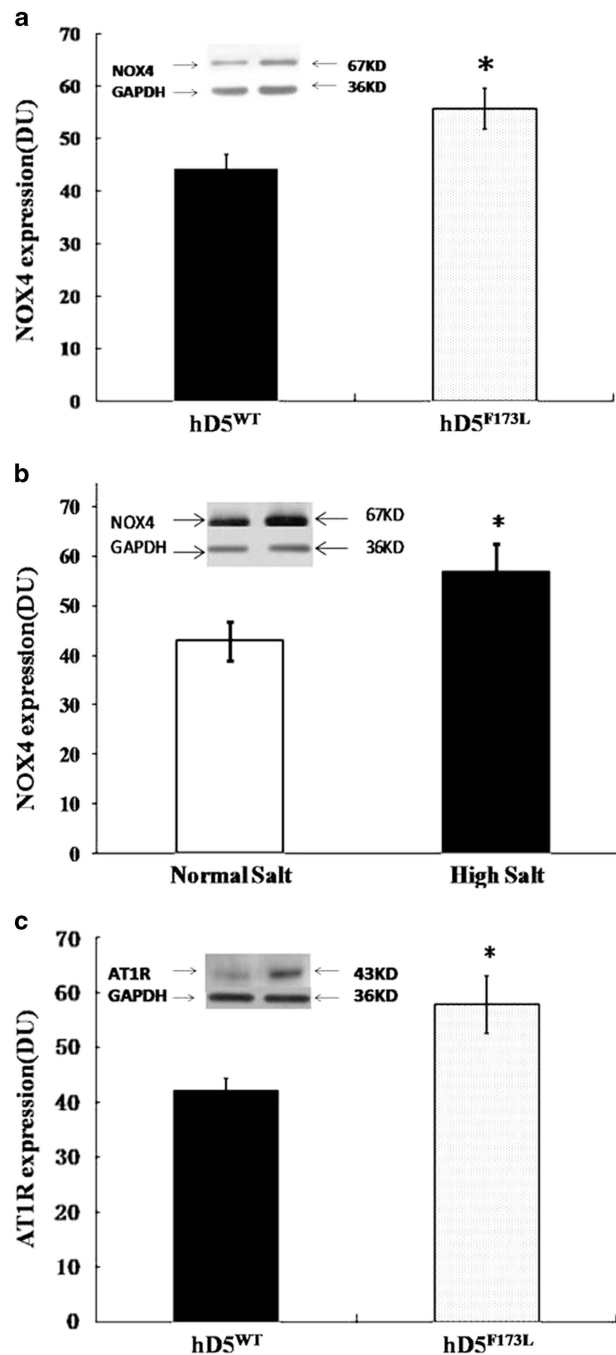 a
NOX4 expression(DU)
70
60
50
40
30
20
10
0
NOX4 67KD
GAPDH 36KD
*
hD5WT hD5F173L
b
NOX4 expression(DU)
70
60
50
40
30
20
10
0
NOX4 67KD
GAPDH 36KD
*
Normal Salt High Salt
c
AT1R expression(DU)
70
60
50
40
30
20
10
0
AT1R 43KD
GAPDH 36KD
*
hD5WT hD5F173L